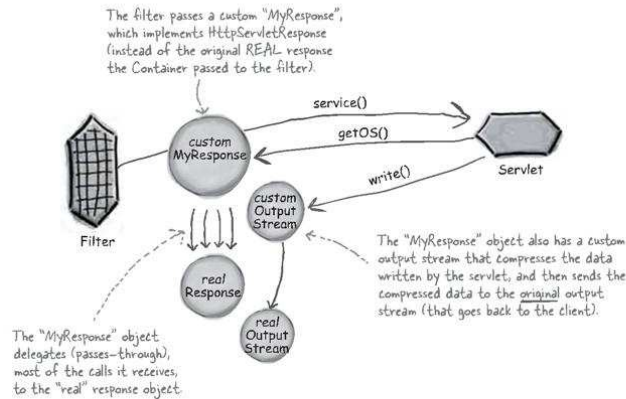 The filter passes a custom "MyResponse",
which implements HttpServletResponse
(instead of the original REAL response
the Container passed to the filter).
service()
getOS()
write()
custom
MyResponse
Filter
Servlet
custom
Output
Stream
real
Response
real
Output
Stream
The "MyResponse" object also has a custom
output stream that compresses the data
written by the servlet, and then sends the
compressed data to the original output
stream (that goes back to the client).
The "MyResponse" object
delegates (passes-through),
most of the calls it receives,
to the "real" response object.